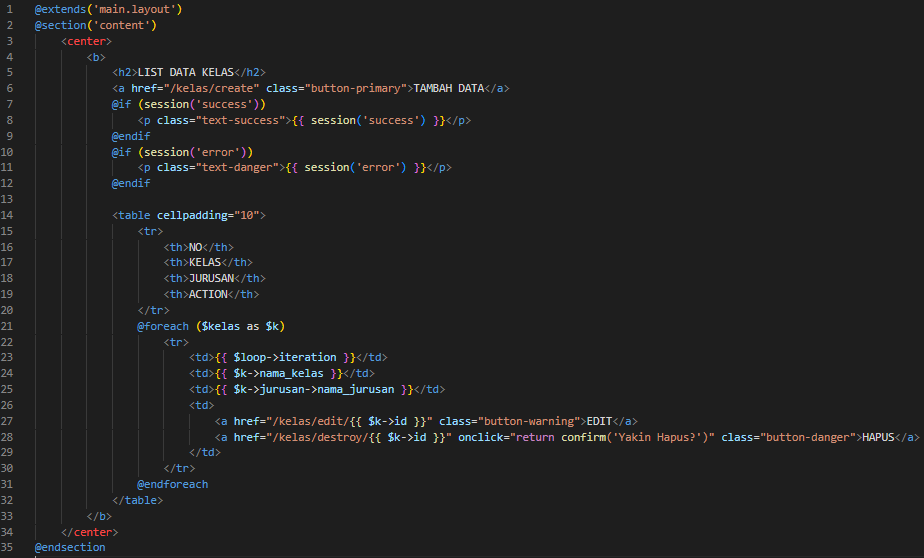 1 @extends('main.layout')
2 @section('content')
3     <center>
4         <b>
5             <h2>LIST DATA KELAS</h2>
6             <a href="/kelas/create" class="button-primary">TAMBAH DATA</a>
7             @if (session('success'))
8                 <p class="text-success">{{ session('success') }}</p>
9             @endif
10             @if (session('error'))
11                 <p class="text-danger">{{ session('error') }}</p>
12             @endif
13
14             <table cellpadding="10">
15                 <tr>
16                     <th>NO</th>
17                     <th>KELAS</th>
18                     <th>JURUSAN</th>
19                     <th>ACTION</th>
20                 </tr>
21                 @foreach ($kelas as $k)
22                     <tr>
23                         <td>{{ $loop->iteration }}</td>
24                         <td>{{ $k->nama_kelas }}</td>
25                         <td>{{ $k->jurusan->nama_jurusan }}</td>
26                         <td>
27                             <a href="/kelas/edit/{{ $k->id }}" class="button-warning">EDIT</a>
28                             <a href="/kelas/destroy/{{ $k->id }}" onclick="return confirm('Yakin Hapus?')" class="button-danger">HAPUS</a>
29                         </td>
30                     </tr>
31                 @endforeach
32             </table>
33         </b>
34     </center>
35 @endsection